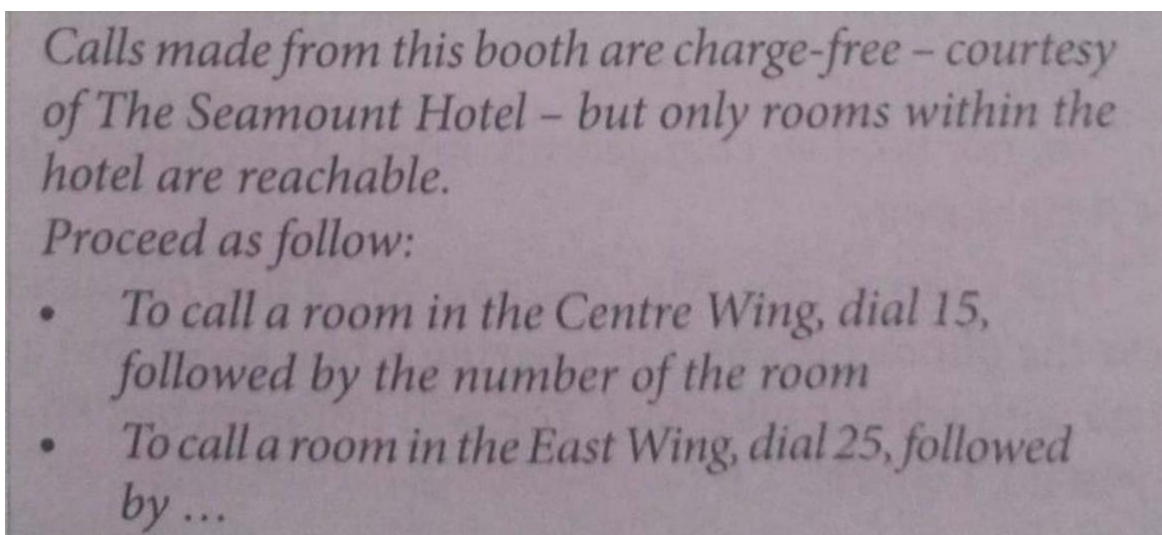 Calls made from this booth are charge-free – courtesy
of The Seamount Hotel – but only rooms within the
hotel are reachable.
Proceed as follow:
• To call a room in the Centre Wing, dial 15,
followed by the number of the room
• To call a room in the East Wing, dial 25, followed
by ...